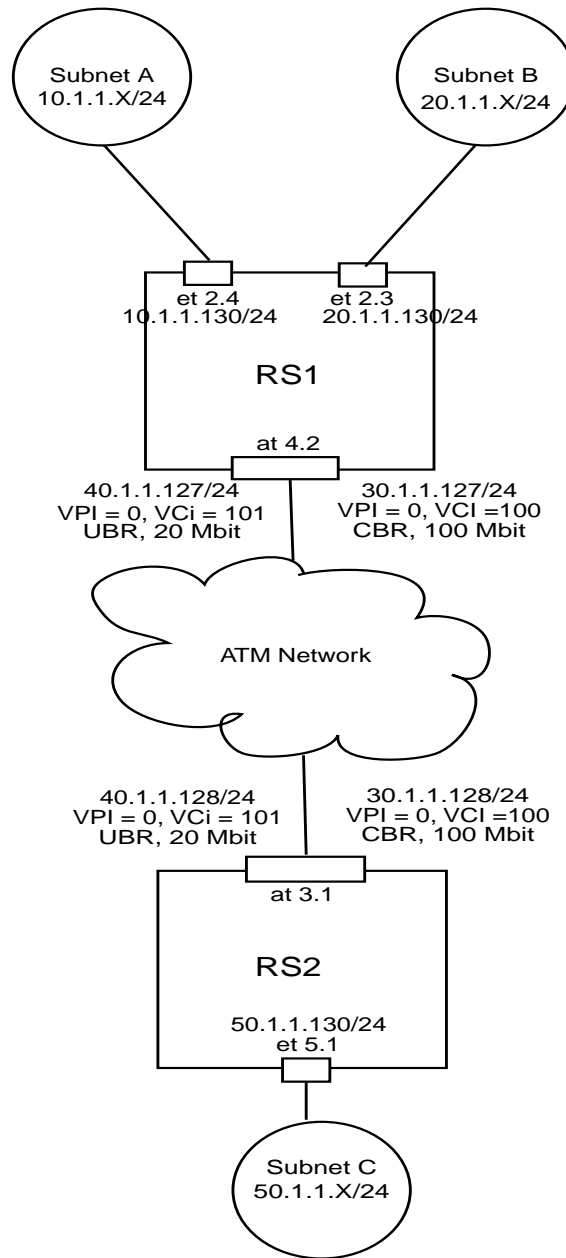 Subnet A
10.1.1.X/24
Subnet B
20.1.1.X/24
et 2.4
10.1.1.130/24
et 2.3
20.1.1.130/24
RS1
at 4.2
40.1.1.127/24
VPI = 0, VCi = 101
UBR, 20 Mbit
30.1.1.127/24
VPI = 0, VCI =100
CBR, 100 Mbit
ATM Network
40.1.1.128/24
VPI = 0, VCi = 101
UBR, 20 Mbit
30.1.1.128/24
VPI = 0, VCI =100
CBR, 100 Mbit
at 3.1
RS2
50.1.1.130/24
et 5.1
Subnet C
50.1.1.X/24